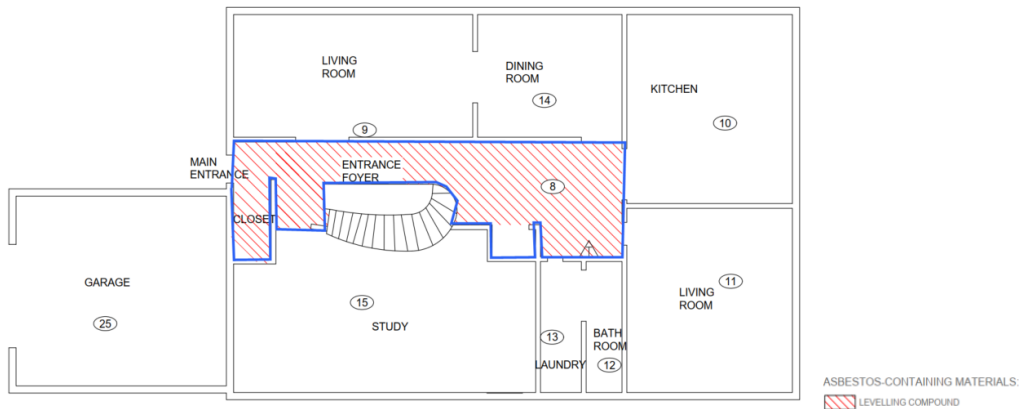 LIVING
ROOM
9
DINING
ROOM
14
KITCHEN
10
MAIN
ENTRANCE
ENTRANCE
FOYER
8
CLOSET
GARAGE
25
15
STUDY
LIVING
ROOM
11
13
LAUNDRY
BATH
ROOM
12
ASBESTOS-CONTAINING MATERIALS:
LEVELLING COMPOUND